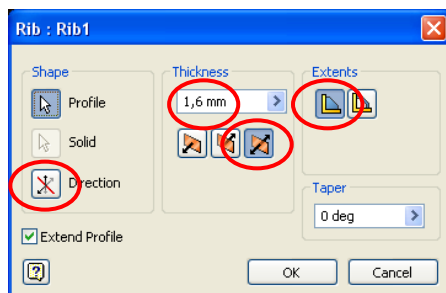 Rib : Rib1
Shape
Profile
Solid
Direction
Extend Profile
Thickness
1,6 mm
Extents
Taper
0 deg
OK
Cancel